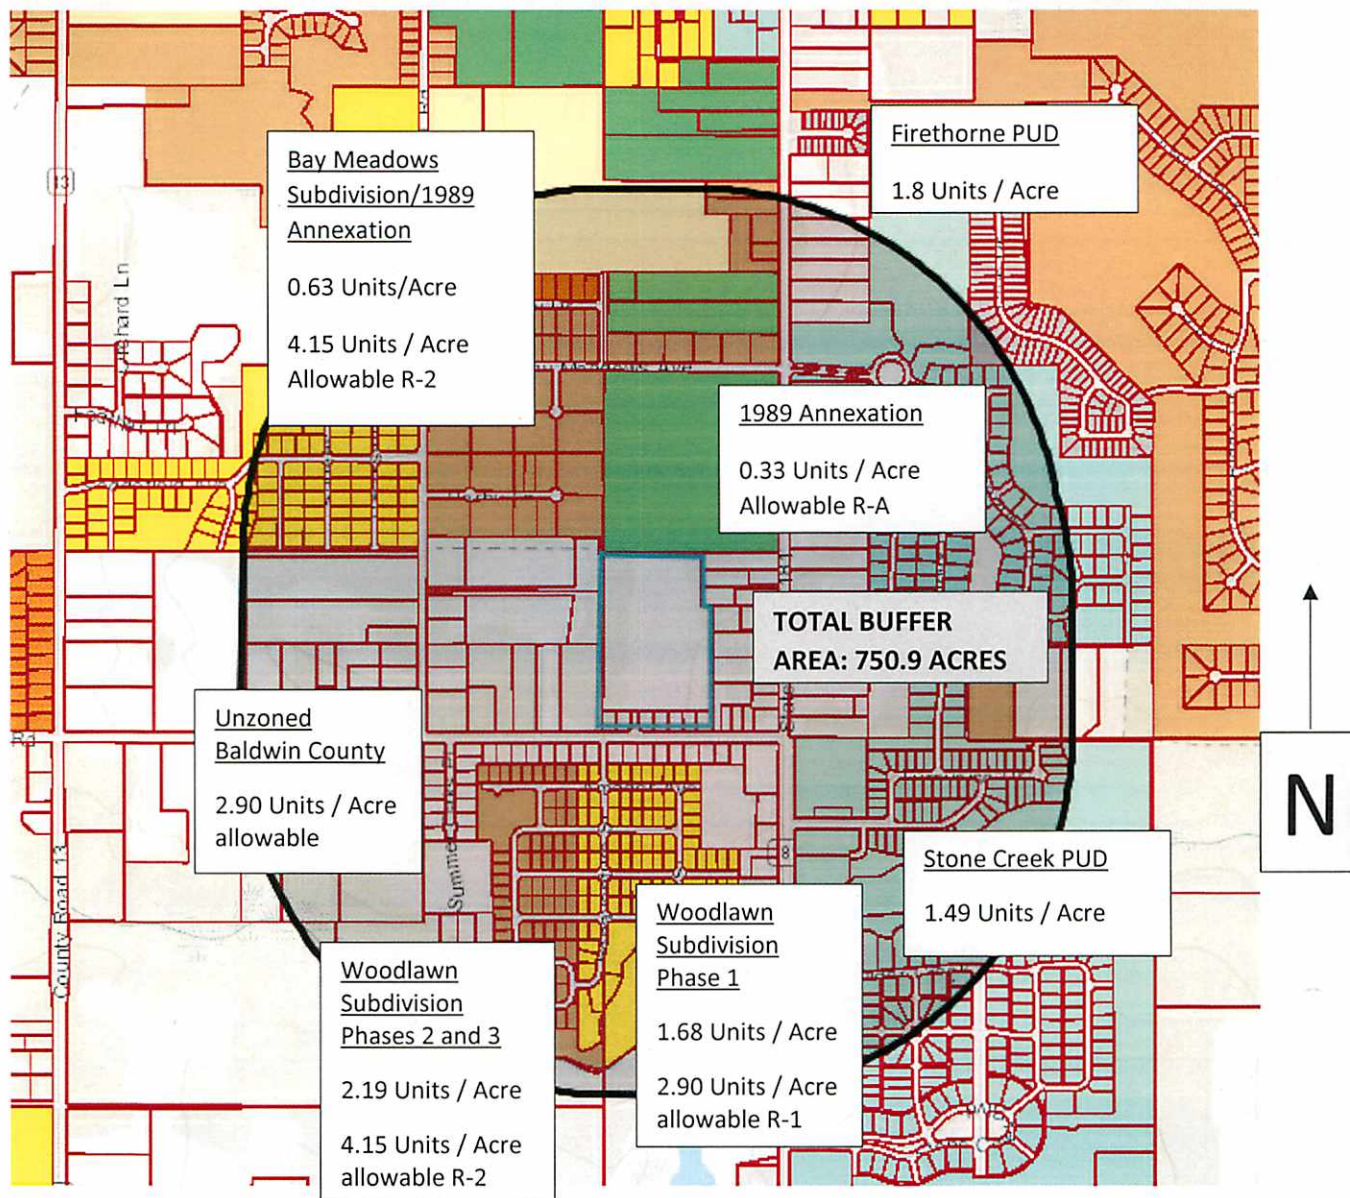 Firethorne PUD
1.8 Units / Acre
Bay Meadows
Subdivision/1989
Annexation
0.63 Units/Acre
4.15 Units / Acre
Allowable R-2
13
1989 Annexation
0.33 Units / Acre
Allowable R-A
TOTAL BUFFER
AREA: 750.9 ACRES
State
Unzoned
Baldwin County
2.90 Units / Acre
allowable
N
County Road 13
Stone Creek PUD
1.49 Units / Acre
Woodlawn
Subdivision
Phase 1
1.68 Units / Acre
2.90 Units / Acre
allowable R-1
Woodlawn
Subdivision
Phases 2 and 3
2.19 Units / Acre
4.15 Units / Acre
allowable R-2